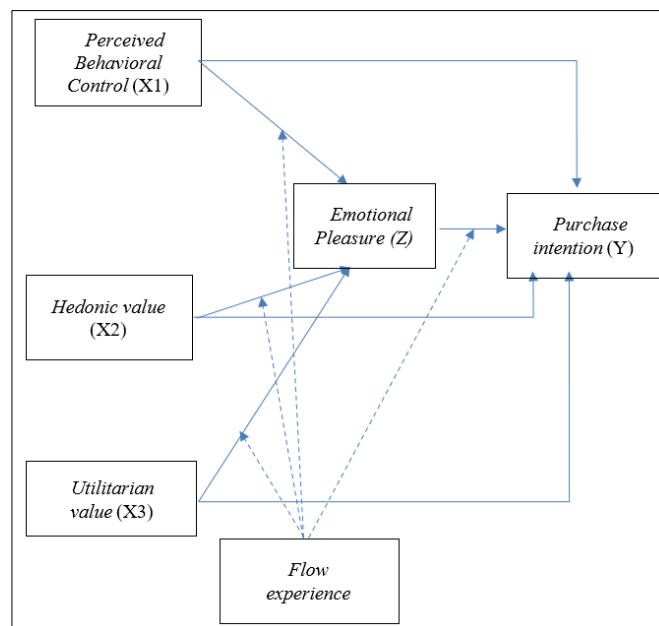 Perceived
Behavioral
Control (X1)
Emotional
Pleasure (Z)
Purchase
intention (Y)
Hedonic value
(X2)
Utilitarian
value (X3)
Flow
experience